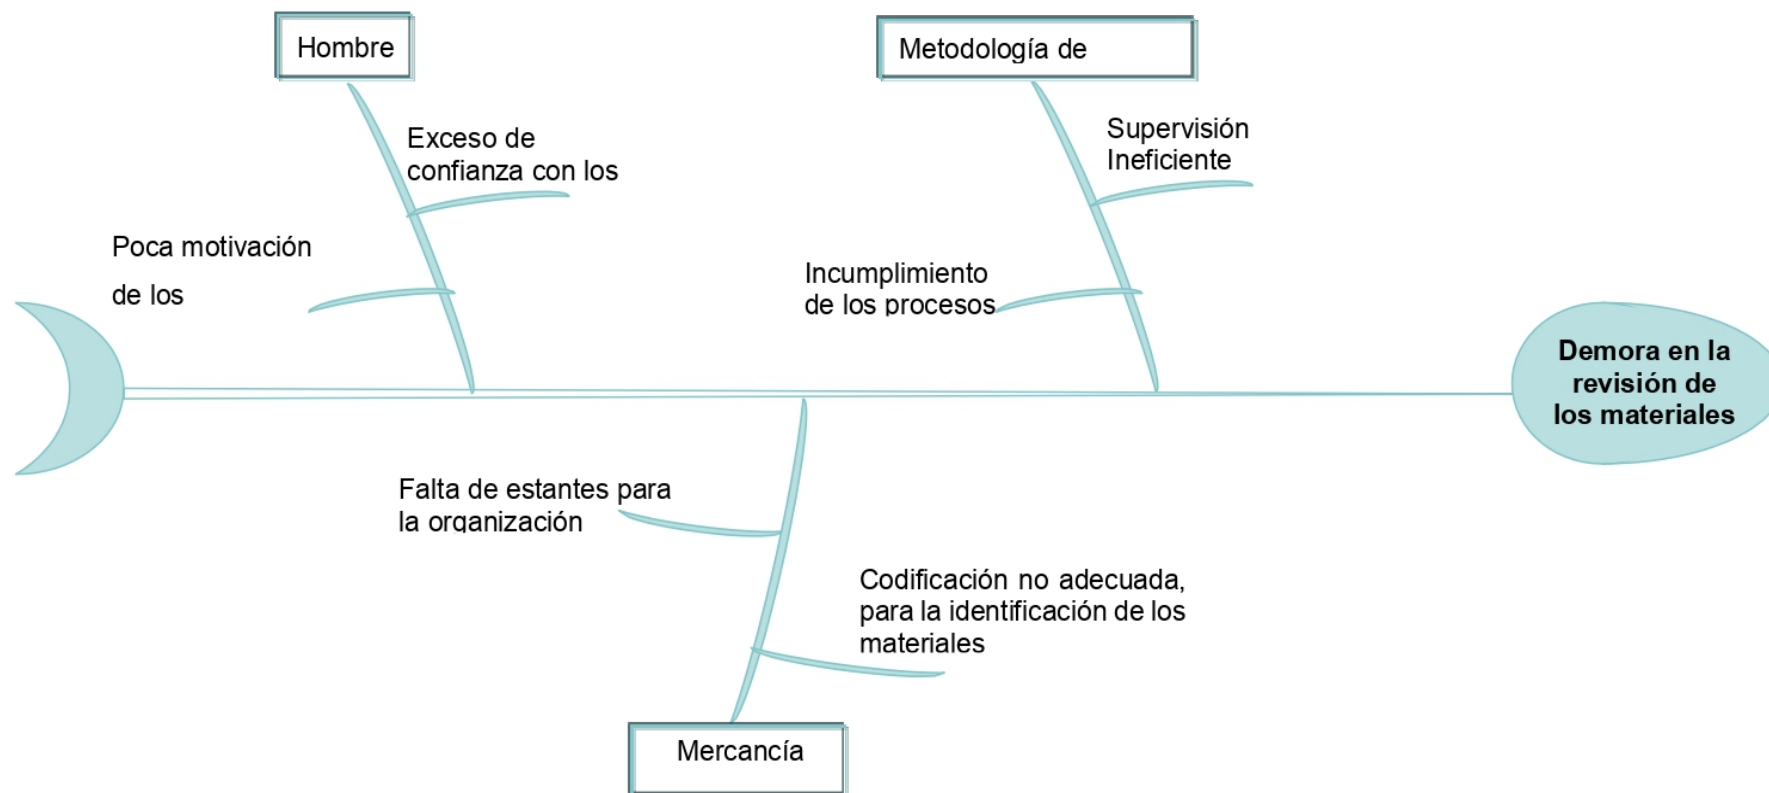 Hombre
Metodología de
Exceso de
confianza con los
Supervisión
Ineficiente
Poca motivación
de los
Incumplimiento
de los procesos
Demora en la
revisión de
los materiales
Falta de estantes para
la organización
Codificación no adecuada,
para la identificación de los
materiales
Mercancía